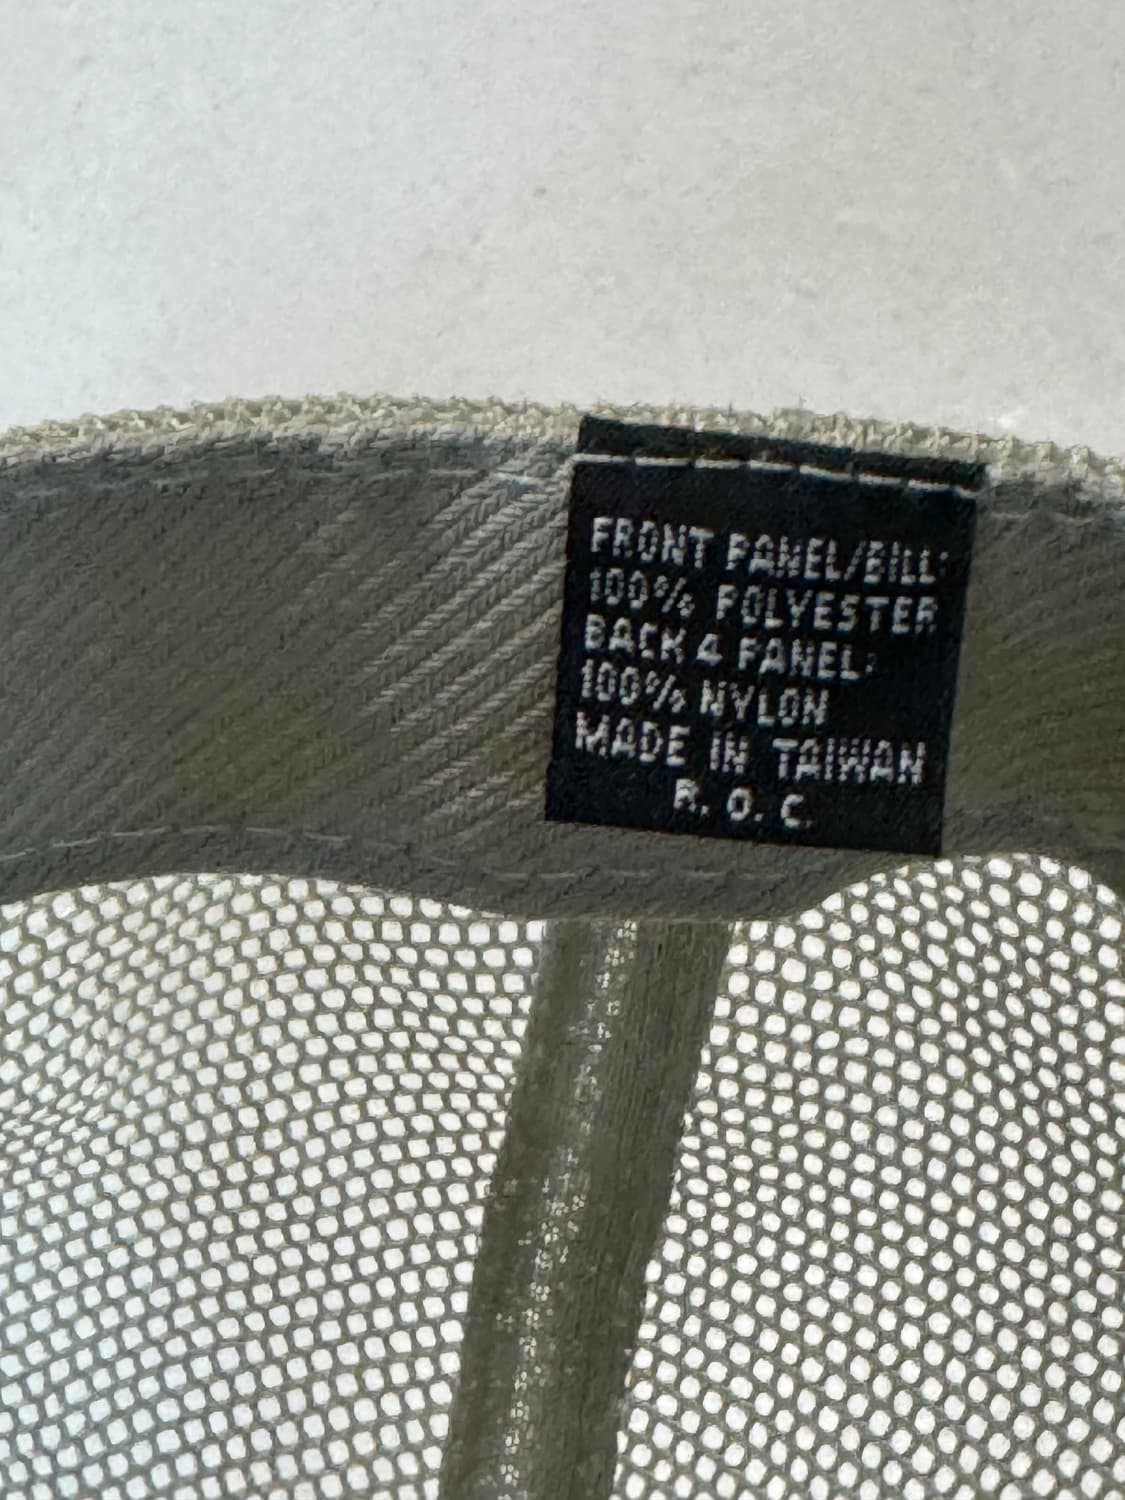 FRONT PANEL/BILL:
100% POLYESTER
BACK 4 PANEL:
100% NYLON
MADE IN TAIWAN
R. O. C.